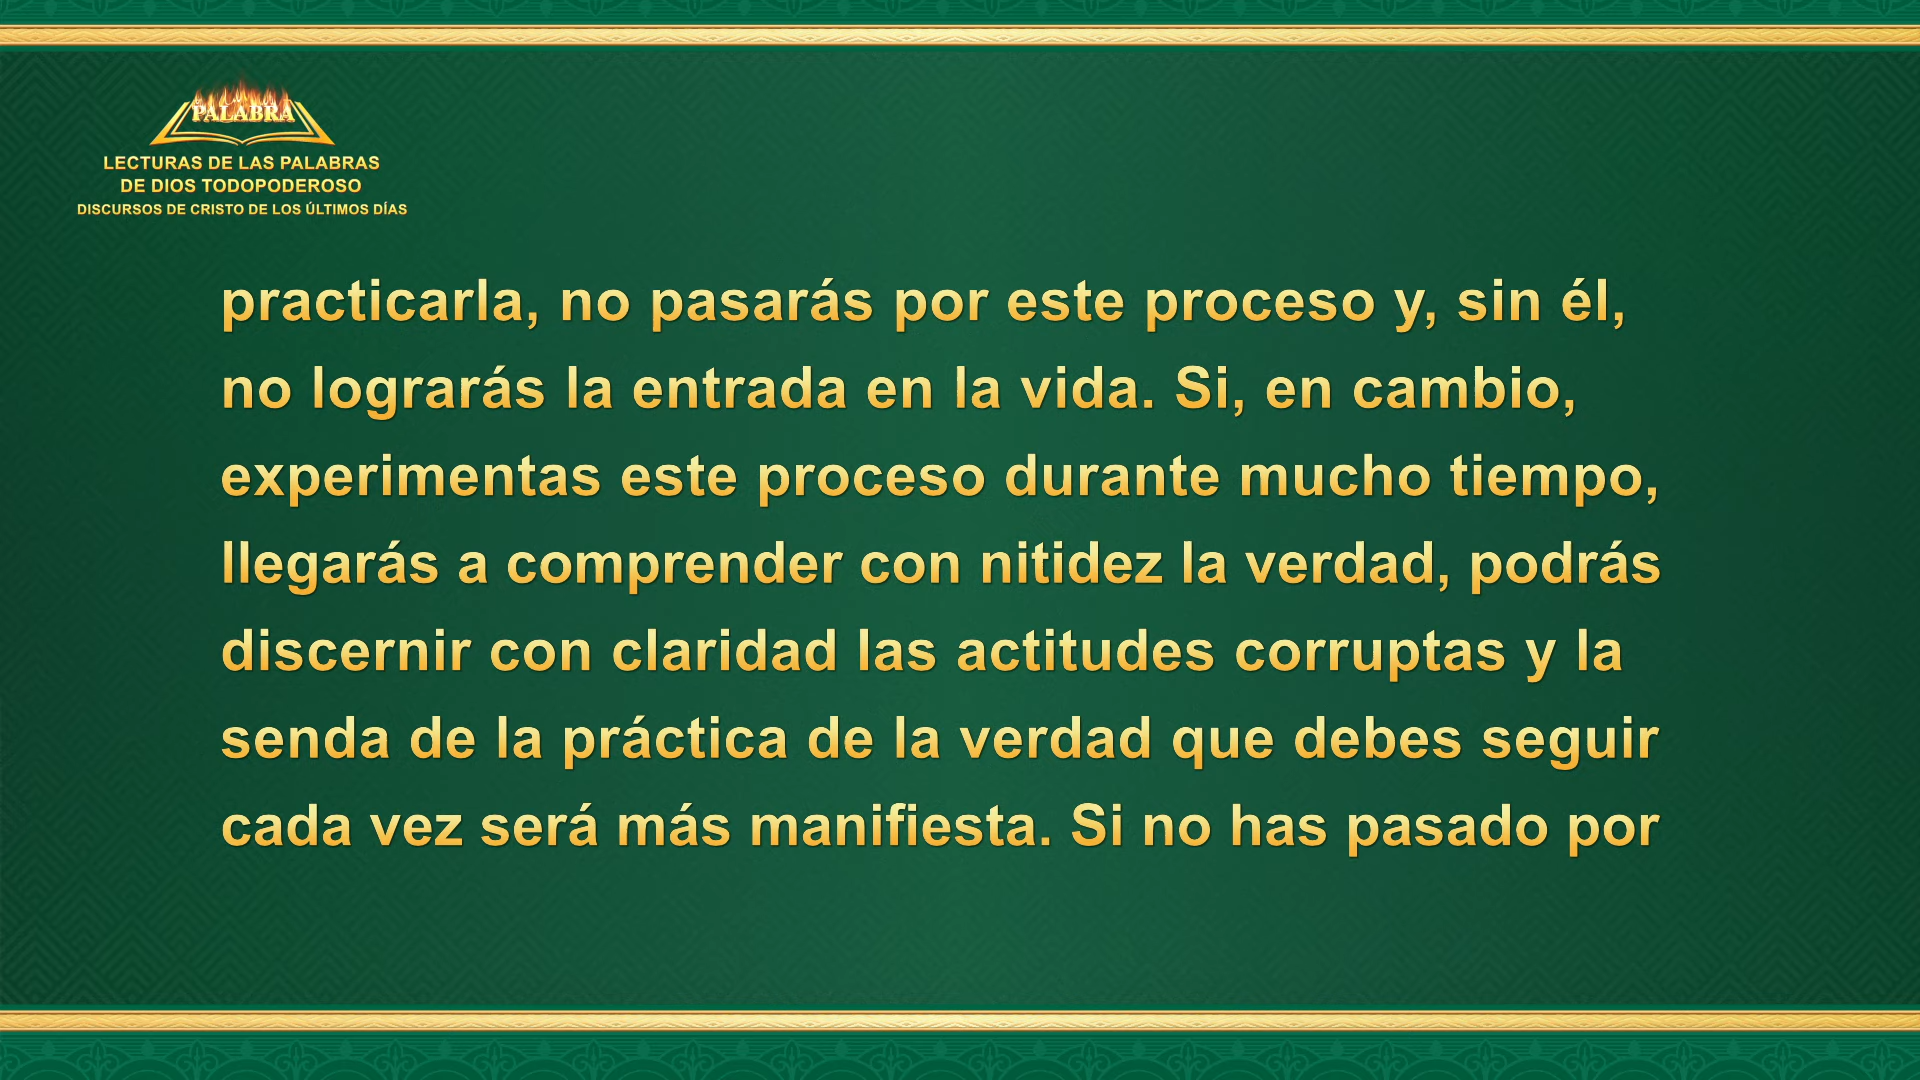 PALABRA
LECTURAS DE LAS PALABRAS
DE DIOS TODOPODEROSO
DISCURSOS DE CRISTO DE LOS ÚLTIMOS DÍAS
practicarla, no pasarás por este proceso y, sin él,
no lograrás la entrada en la vida. Si, en cambio,
experimentas este proceso durante mucho tiempo,
llegarás a comprender con nitidez la verdad, podrás
discernir con claridad las actitudes corruptas y la
senda de la práctica de la verdad que debes seguir
cada vez será más manifiesta. Si no has pasado por